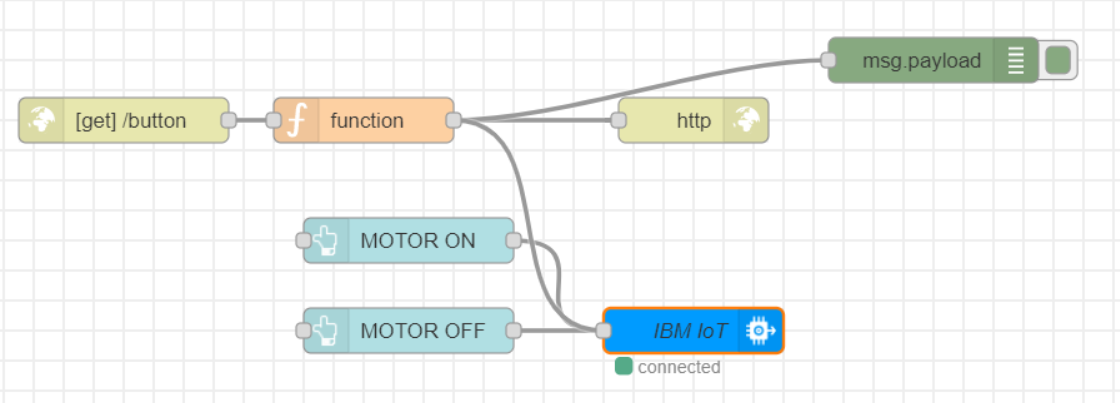 msg.payload
[get] /button
function
http
MOTOR ON
MOTOR OFF
IBM IoT
connected